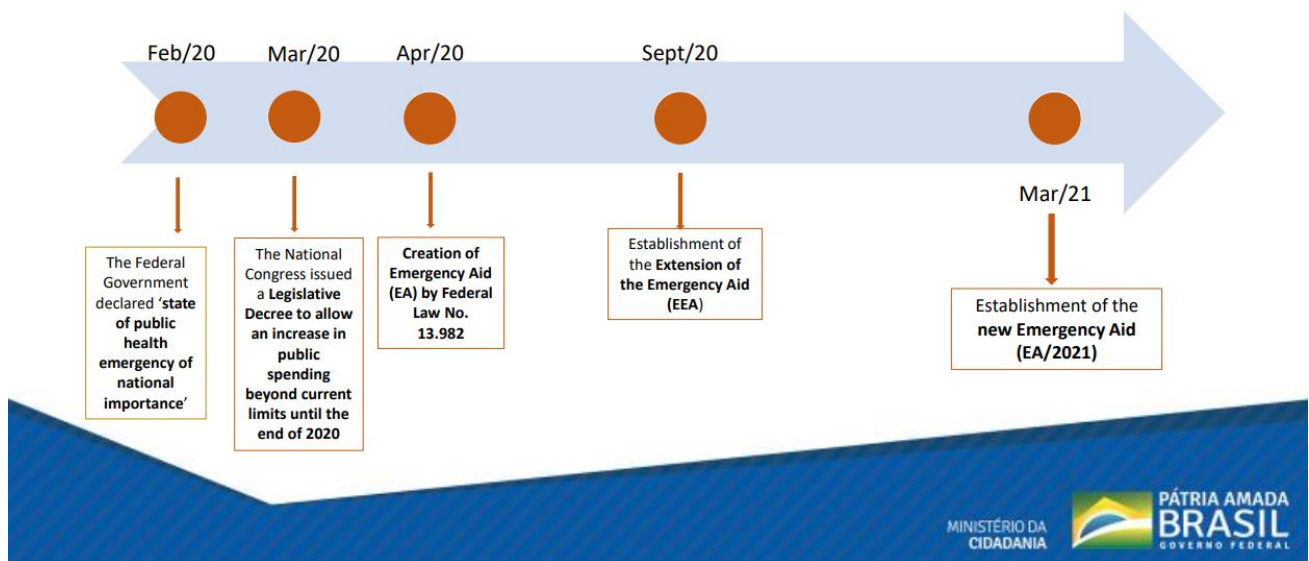 Feb/20
Mar/20
Apr/20
Sept/20
Mar/21
The Federal
Government
declared ‘state
of public
health
emergency of
national
importance’
The National
Congress issued
a Legislative
Decree to allow
an increase in
public
spending
beyond current
limits until the
end of 2020
Creation of
Emergency Aid
(EA) by Federal
Law No.
13.982
Establishment of
the Extension of
the Emergency Aid
(EEA)
Establishment of the
new Emergency Aid
(EA/2021)
MINISTÉRIO DA
CIDADANIA
PÁTRIA AMADA
BRASIL
GOVERNO FEDERAL